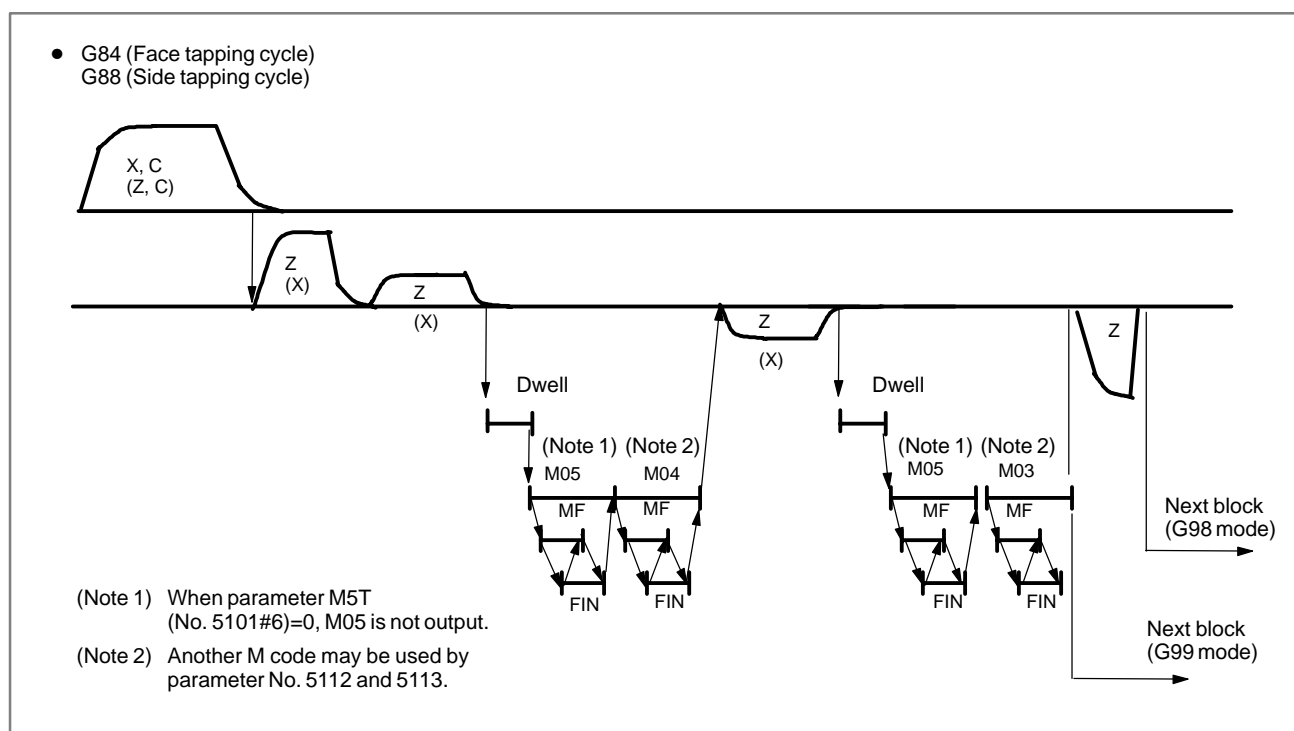 ● G84 (Face tapping cycle)
G88 (Side tapping cycle)
X, C
(Z, C)
Z
(X)
Z
(X)
Z
(X)
Z
Dwell
Dwell
(Note 1) (Note 2)
M05 M04
MF MF
FIN FIN
(Note 1) (Note 2)
M05 M03
MF MF
FIN FIN
Next block
(G98 mode)
Next block
(G99 mode)
(Note 1) When parameter M5T
(No. 5101#6)=0, M05 is not output.
(Note 2) Another M code may be used by
parameter No. 5112 and 5113.